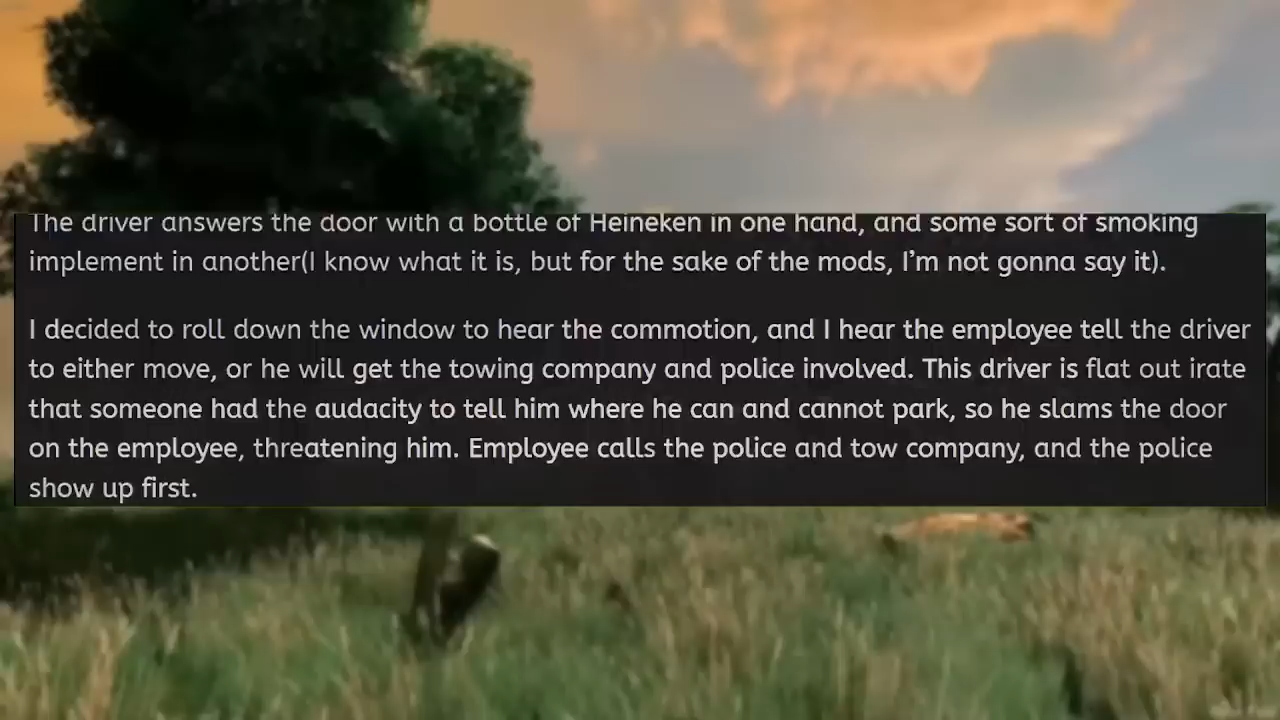 The driver answers the door with a bottle of Heineken in one hand, and some sort of smoking
implement in another(I know what it is, but for the sake of the mods, I’m not gonna say it).
I decided to roll down the window to hear the commotion, and I hear the employee tell the driver
to either move, or he will get the towing company and police involved. This driver is flat out irate
that someone had the audacity to tell him where he can and cannot park, so he slams the door
on the employee, threatening him. Employee calls the police and tow company, and the police
show up first.